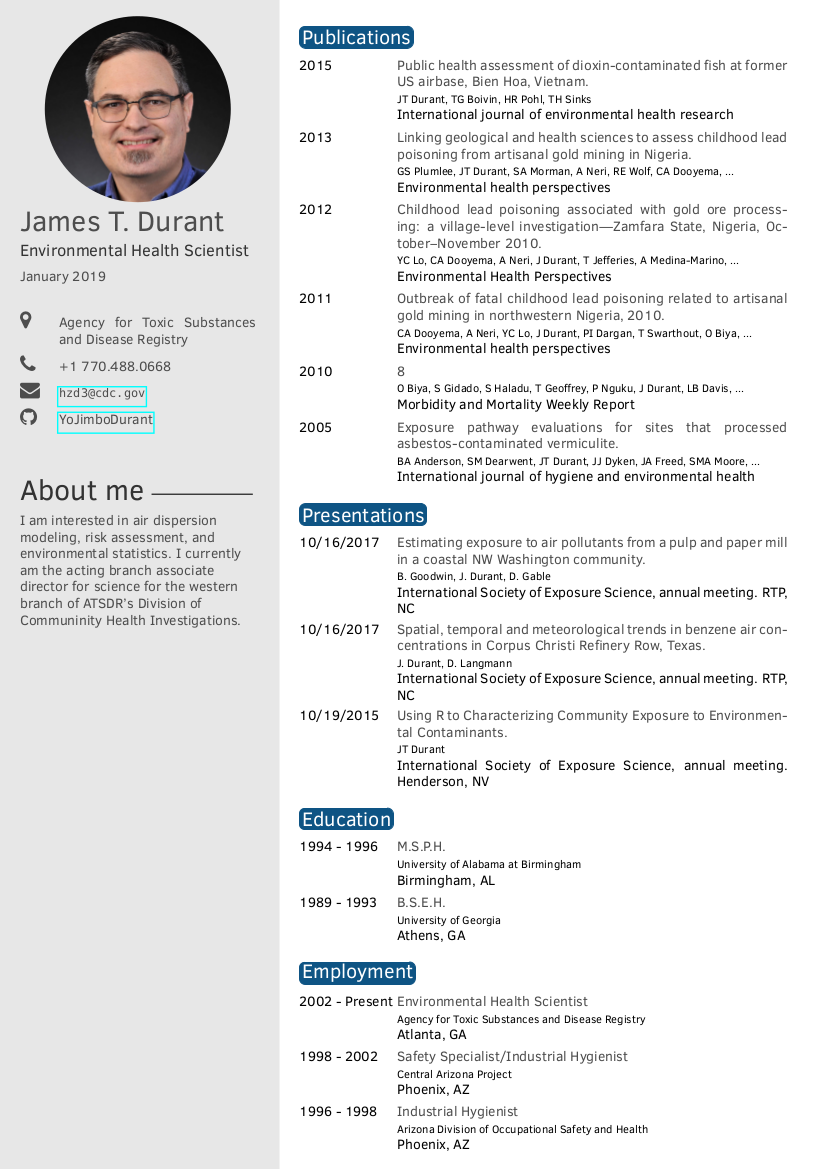 James T. Durant
Environmental Health Scientist
January 2019
Agency for Toxic Substances
and Disease Registry
+1 770.488.0668
hzd3@cdc.gov
YoJimboDurant
About me
I am interested in air dispersion
modeling, risk assessment, and
environmental statistics. I currently
am the acting branch associate
director for science for the western
branch of ATSDR's Division of
Communinity Health Investigations.
Publications
2015 Public health assessment of dioxin-contaminated fish at former
US airbase, Bien Hoa, Vietnam.
JT Durant, TG Boivin, HR Pohl, TH Sinks
International journal of environmental health research
2013 Linking geological and health sciences to assess childhood lead
poisoning from artisanal gold mining in Nigeria.
GS Plumlee, JT Durant, SA Morman, A Neri, RE Wolf, CA Dooyema, ...
Environmental health perspectives
2012 Childhood lead poisoning associated with gold ore process-
ing: a village-level investigation—Zamfara State, Nigeria, Oc-
tober–November 2010.
YC Lo, CA Dooyema, A Neri, J Durant, T Jefferies, A Medina-Marino, ...
Environmental Health Perspectives
2011 Outbreak of fatal childhood lead poisoning related to artisanal
gold mining in northwestern Nigeria, 2010.
CA Dooyema, A Neri, YC Lo, J Durant, PI Dargan, T Swarthout, O Biya, ...
Environmental health perspectives
2010 8
O Biya, S Gidado, S Haladu, T Geoffrey, P Nguku, J Durant, LB Davis, ...
Morbidity and Mortality Weekly Report
2005 Exposure pathway evaluations for sites that processed
asbestos-contaminated vermiculite.
BA Anderson, SM Dearwent, JT Durant, JJ Dyken, JA Freed, SMA Moore, ...
International journal of hygiene and environmental health
Presentations
10/16/2017 Estimating exposure to air pollutants from a pulp and paper mill
in a coastal NW Washington community.
B. Goodwin, J. Durant, D. Gable
International Society of Exposure Science, annual meeting. RTP,
NC
10/16/2017 Spatial, temporal and meteorological trends in benzene air con-
centrations in Corpus Christi Refinery Row, Texas.
J. Durant, D. Langmann
International Society of Exposure Science, annual meeting. RTP,
NC
10/19/2015 Using R to Characterizing Community Exposure to Environmen-
tal Contaminants.
JT Durant
International Society of Exposure Science, annual meeting.
Henderson, NV
Education
1994 - 1996 M.S.P.H.
University of Alabama at Birmingham
Birmingham, AL
1989 - 1993 B.S.E.H.
University of Georgia
Athens, GA
Employment
2002 - Present Environmental Health Scientist
Agency for Toxic Substances and Disease Registry
Atlanta, GA
1998 - 2002 Safety Specialist/Industrial Hygienist
Central Arizona Project
Phoenix, AZ
1996 - 1998 Industrial Hygienist
Arizona Division of Occupational Safety and Health
Phoenix, AZ